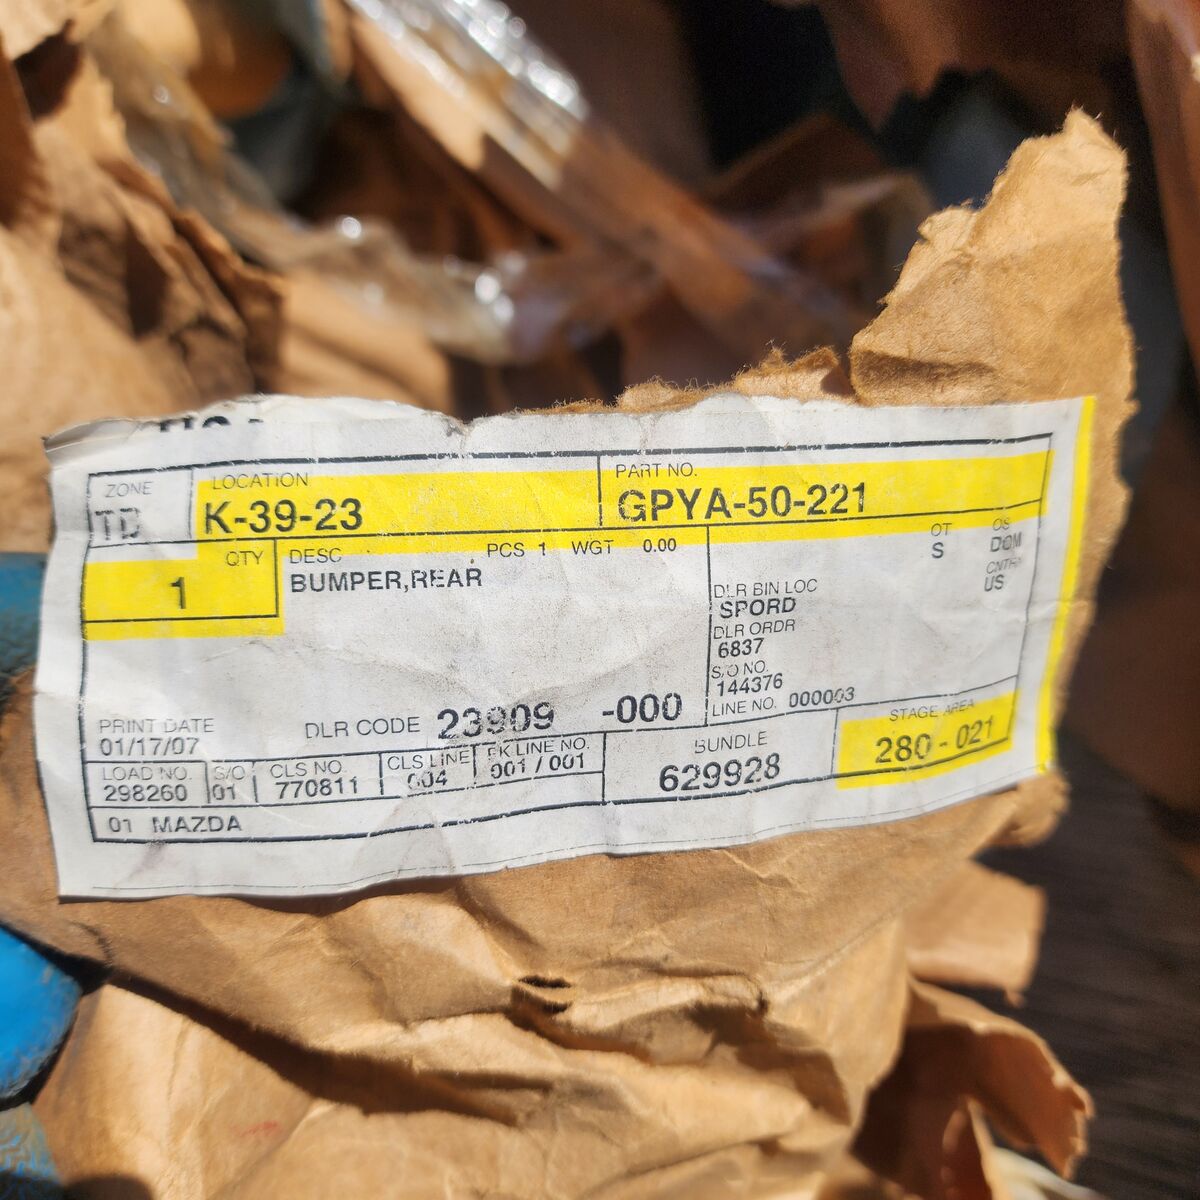 ZONE LOCATION PART NO.
TD K-39-23 GPYA-50-221
QTY DESC PCS 1 WGT 0.00 OT OS
1 BUMPER,REAR S DOM
CNTRY
US
DLR BIN LOC
SPORD
DLR ORDR
6837
S/O NO.
144376
LINE NO. 000003
PRINT DATE DLR CODE 23909 -000
01/17/07
LOAD NO. S/O CLS NO. CLS LINE PK LINE NO. BUNDLE STAGE AREA
298260 01 770811 004 001 / 001 629928 280 - 021
01 MAZDA